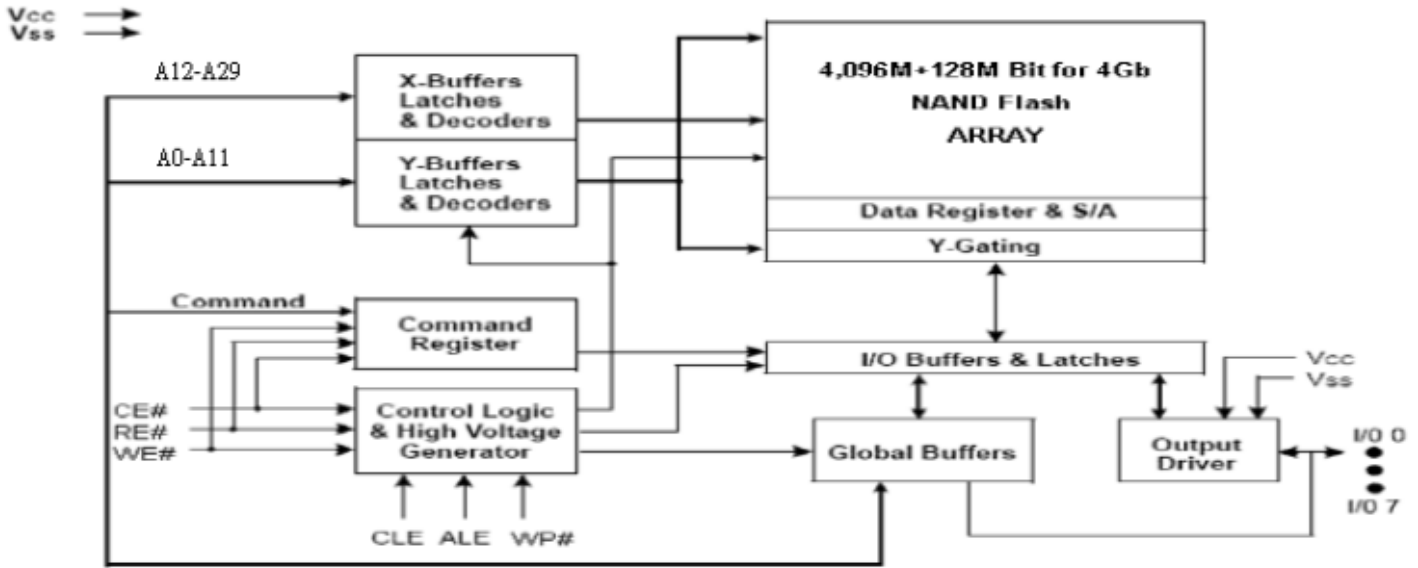 Vcc
Vss
A12-A29
X-Buffers
Latches
& Decoders
A0-A11
Y-Buffers
Latches
& Decoders
4,096M+128M Bit for 4Gb
NAND Flash
ARRAY
Data Register & S/A
Y-Gating
Command
Command
Register
I/O Buffers & Latches
Vcc
Vss
CE#
RE#
WE#
Control Logic
& High Voltage
Generator
Global Buffers
Output
Driver
I/0 0
I/0 7
CLE ALE WP#